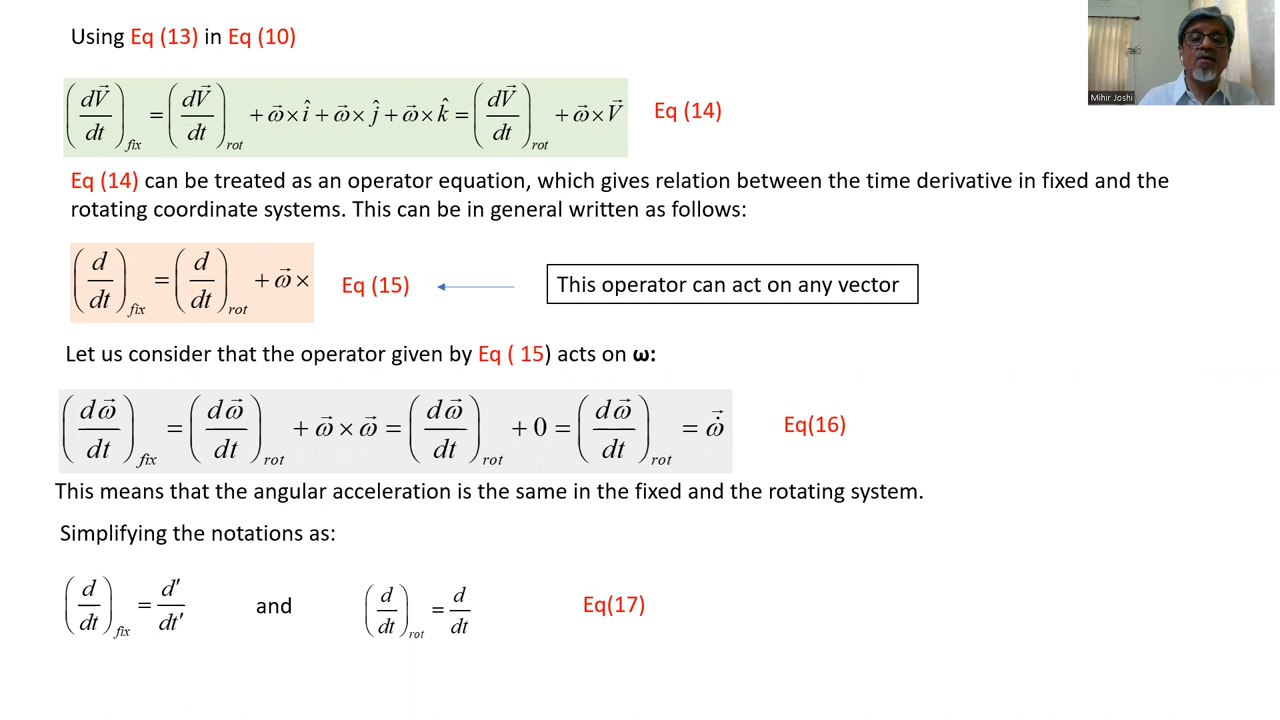 Using Eq (13) in Eq (10)
Mihir Joshi
(dV⃗/dt)_fix = (dV⃗/dt)_rot + ω⃗ × î + ω⃗ × ĵ + ω⃗ × k̂ = (dV⃗/dt)_rot + ω⃗ × V⃗ Eq (14)
Eq (14) can be treated as an operator equation, which gives relation between the time derivative in fixed and the
rotating coordinate systems. This can be in general written as follows:
(d/dt)_fix = (d/dt)_rot + ω⃗ × Eq (15) This operator can act on any vector
Let us consider that the operator given by Eq ( 15) acts on ω:
(dω⃗/dt)_fix = (dω⃗/dt)_rot + ω⃗ × ω⃗ = (dω⃗/dt)_rot + 0 = (dω⃗/dt)_rot = ω⃗̇ Eq(16)
This means that the angular acceleration is the same in the fixed and the rotating system.
Simplifying the notations as:
(d/dt)_fix = d′/dt′ and (d/dt)_rot = d/dt Eq(17)